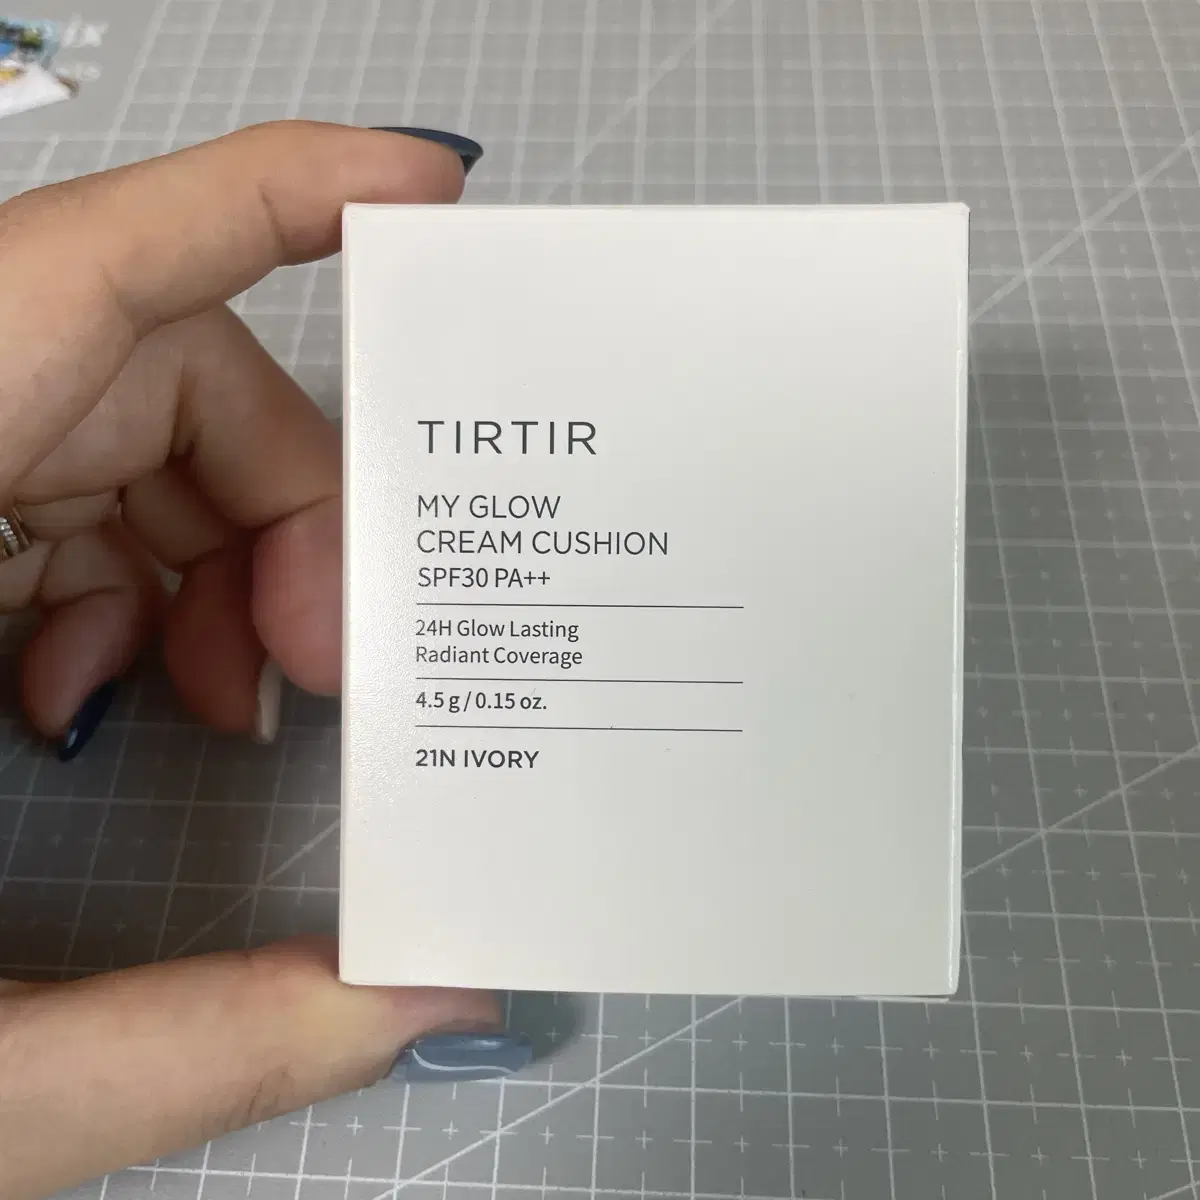 TIRTIR
MY GLOW
CREAM CUSHION
SPF30 PA++
24H Glow Lasting
Radiant Coverage
4.5 g / 0.15 oz.
21N IVORY